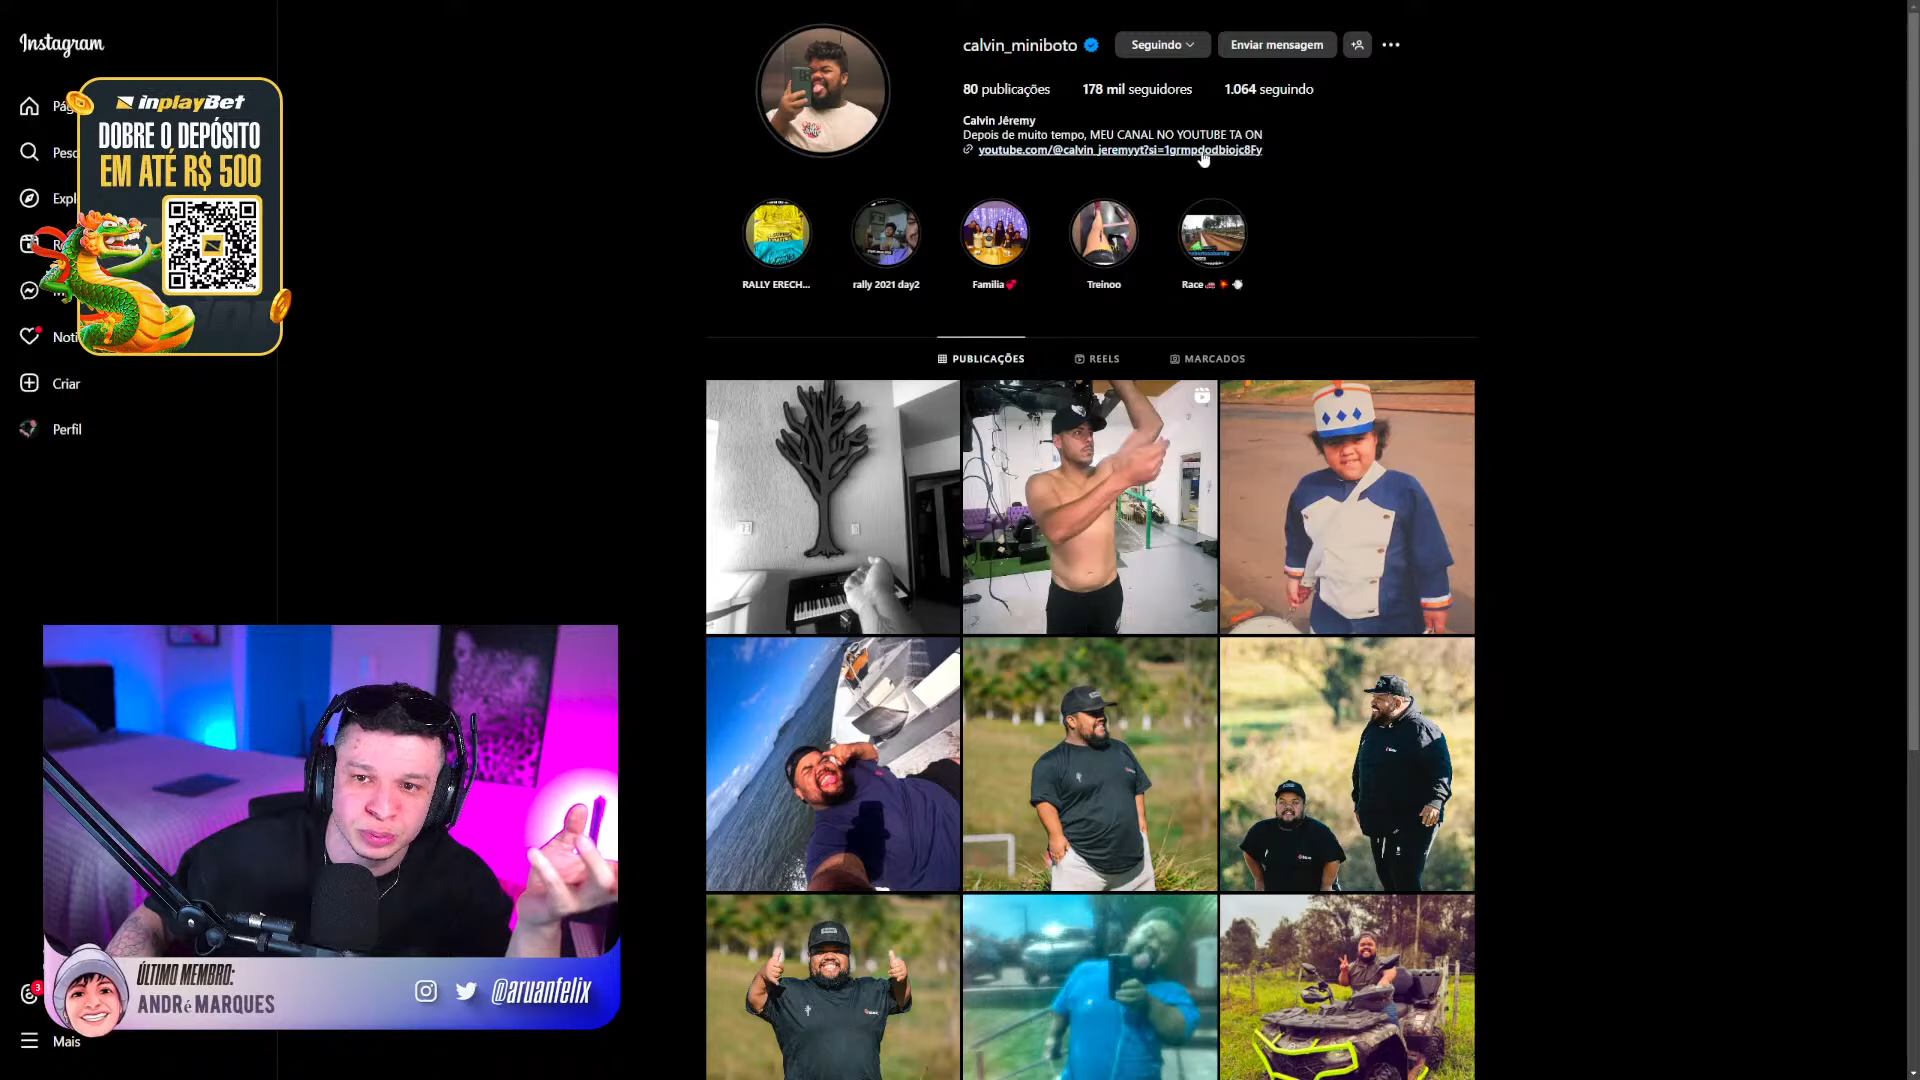 Instagram
inplayBet
DOBRE O DEPÓSITO
EM ATÉ R$ 500
Pág
Pesq
Expl
Noti
Criar
Perfil
3
Mais
calvin_miniboto
Seguindo
Enviar mensagem
80 publicações
178 mil seguidores
1.064 seguindo
Calvin Jéremy
Depois de muito tempo, MEU CANAL NO YOUTUBE TA ON
youtube.com/@calvin_jeremyyt?si=1grmpdodbiojc8Fy
RALLY ERECH...
rally 2021 day2
Familia
Treinoo
Race
PUBLICAÇÕES
REELS
MARCADOS
ÚLTIMO MEMBRO:
ANDRé MARQUES
@aruanfelix